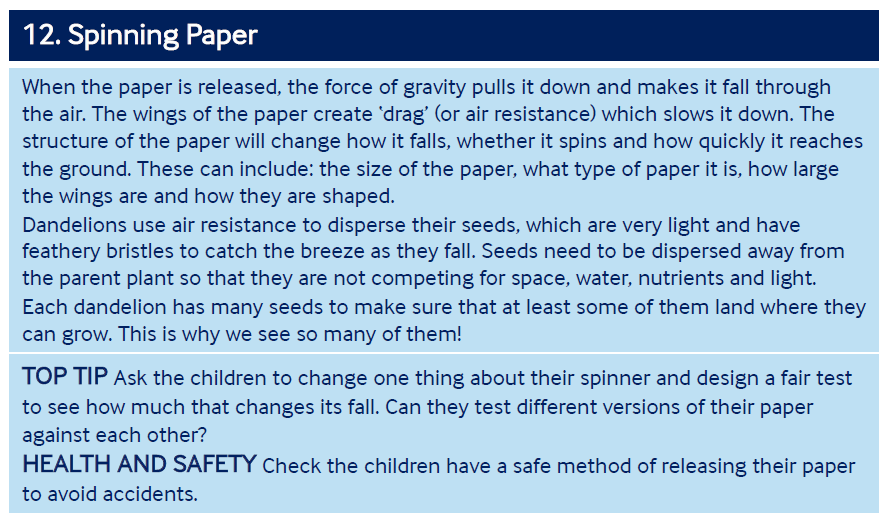 12. Spinning Paper
When the paper is released, the force of gravity pulls it down and makes it fall through
the air. The wings of the paper create ‘drag’ (or air resistance) which slows it down. The
structure of the paper will change how it falls, whether it spins and how quickly it reaches
the ground. These can include: the size of the paper, what type of paper it is, how large
the wings are and how they are shaped.
Dandelions use air resistance to disperse their seeds, which are very light and have
feathery bristles to catch the breeze as they fall. Seeds need to be dispersed away from
the parent plant so that they are not competing for space, water, nutrients and light.
Each dandelion has many seeds to make sure that at least some of them land where they
can grow. This is why we see so many of them!
TOP TIP Ask the children to change one thing about their spinner and design a fair test
to see how much that changes its fall. Can they test different versions of their paper
against each other?
HEALTH AND SAFETY Check the children have a safe method of releasing their paper
to avoid accidents.